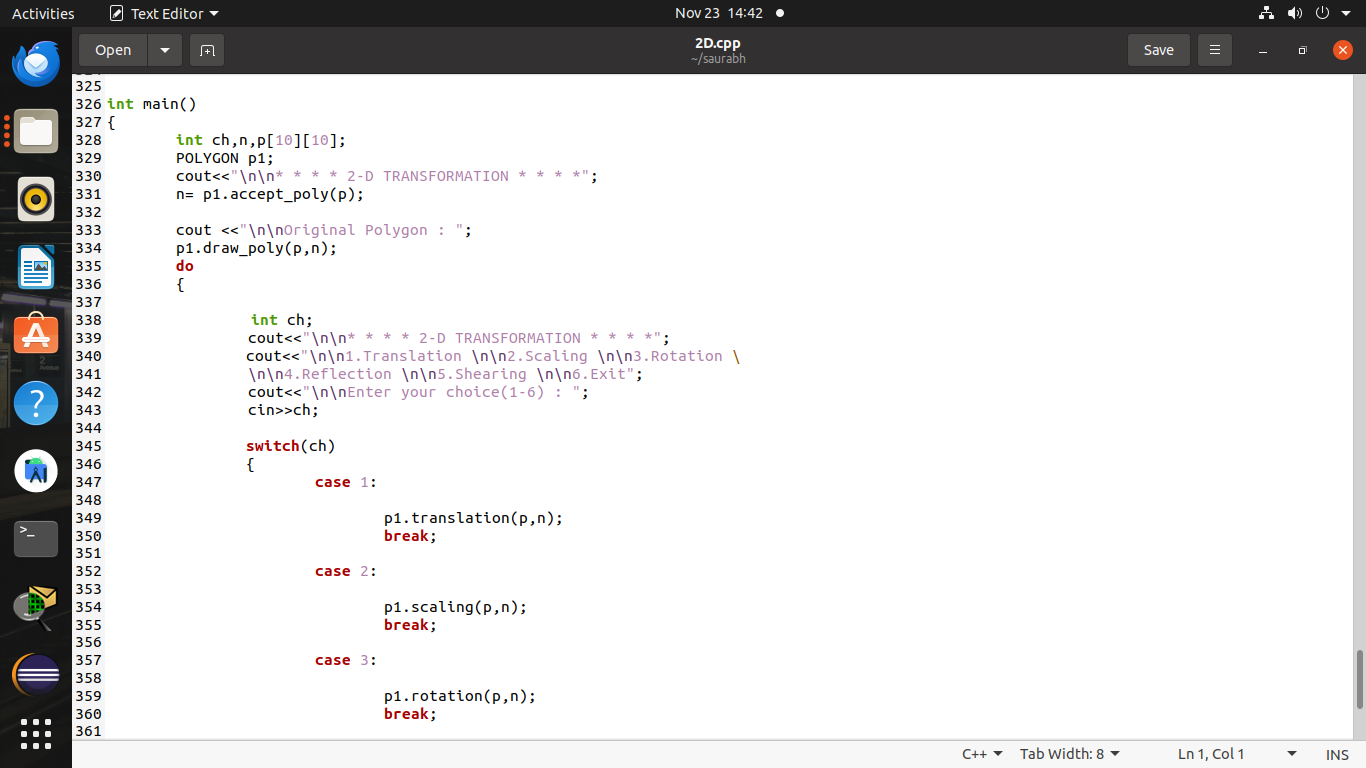 Activities Text Editor Nov 23 14:42
Open 2D.cpp Save
~/saurabh
325
326 int main()
327 {
328 int ch,n,p[10][10];
329 POLYGON p1;
330 cout<<"\n\n* * * * 2-D TRANSFORMATION * * * *";
331 n= p1.accept_poly(p);
332
333 cout <<"\n\nOriginal Polygon : ";
334 p1.draw_poly(p,n);
335 do
336 {
337
338 int ch;
339 cout<<"\n\n* * * * 2-D TRANSFORMATION * * * *";
340 cout<<"\n\n1.Translation \n\n2.Scaling \n\n3.Rotation \
341 \n\n4.Reflection \n\n5.Shearing \n\n6.Exit";
342 cout<<"\n\nEnter your choice(1-6) : ";
343 cin>>ch;
344
345 switch(ch)
346 {
347 case 1:
348
349 p1.translation(p,n);
350 break;
351
352 case 2:
353
354 p1.scaling(p,n);
355 break;
356
357 case 3:
358
359 p1.rotation(p,n);
360 break;
361
C++ Tab Width: 8 Ln 1, Col 1 INS